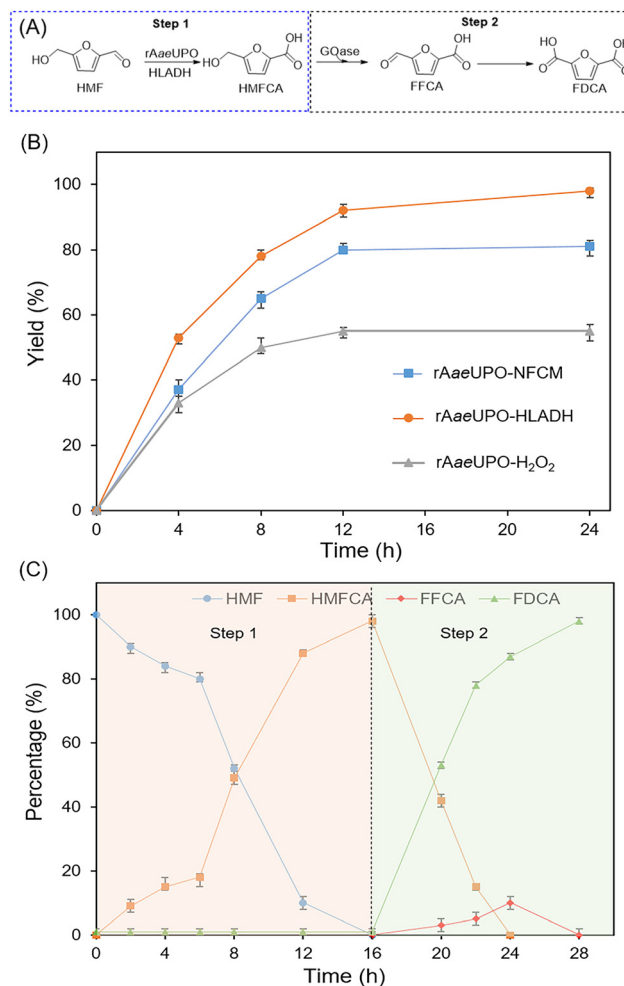 (A)
Step 1
Step 2
HO
O
O
HMF
rAaeUPO
HLADH
HO
O
OH
O
HMFCA
GQase
O
O
OH
O
FFCA
HO
O
O
OH
O
FDCA
(B)
Yield (%)
100
80
60
40
20
0
rAaeUPO-NFCM
rAaeUPO-HLADH
rAaeUPO-H₂O₂
0 4 8 12 16 20 24
Time (h)
(C)
HMF HMFCA FFCA FDCA
Step 1 Step 2
Percentage (%)
100
80
60
40
20
0
0 4 8 12 16 20 24 28
Time (h)